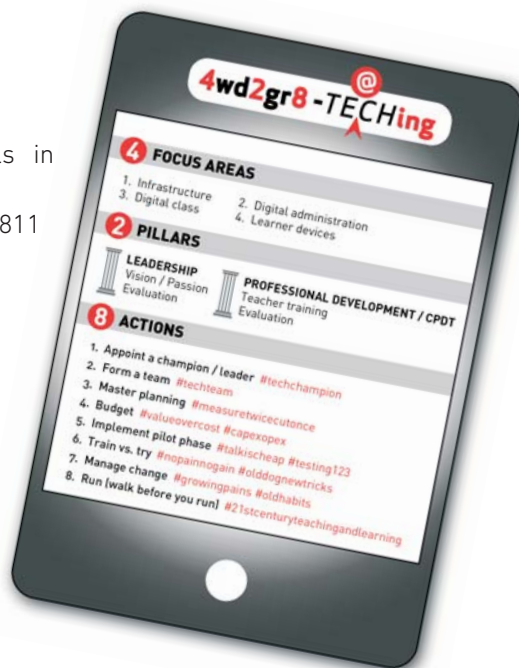 s in
811
@
4wd2gr8-TECHing
4 FOCUS AREAS
1. Infrastructure 2. Digital administration
3. Digital class 4. Learner devices
2 PILLARS
LEADERSHIP
Vision / Passion
Evaluation
PROFESSIONAL DEVELOPMENT / CPDT
Teacher training
Evaluation
8 ACTIONS
1. Appoint a champion / leader #techchampion
2. Form a team #techteam
3. Master planning #measuretwicecutonce
4. Budget #valueovercost #capexopex
5. Implement pilot phase #talkischeap #testing123
6. Train vs. try #nopainnogain #olddognewtricks
7. Manage change #growingpains #oldhabits
8. Run (walk before you run) #21stcenturyteachingandlearning